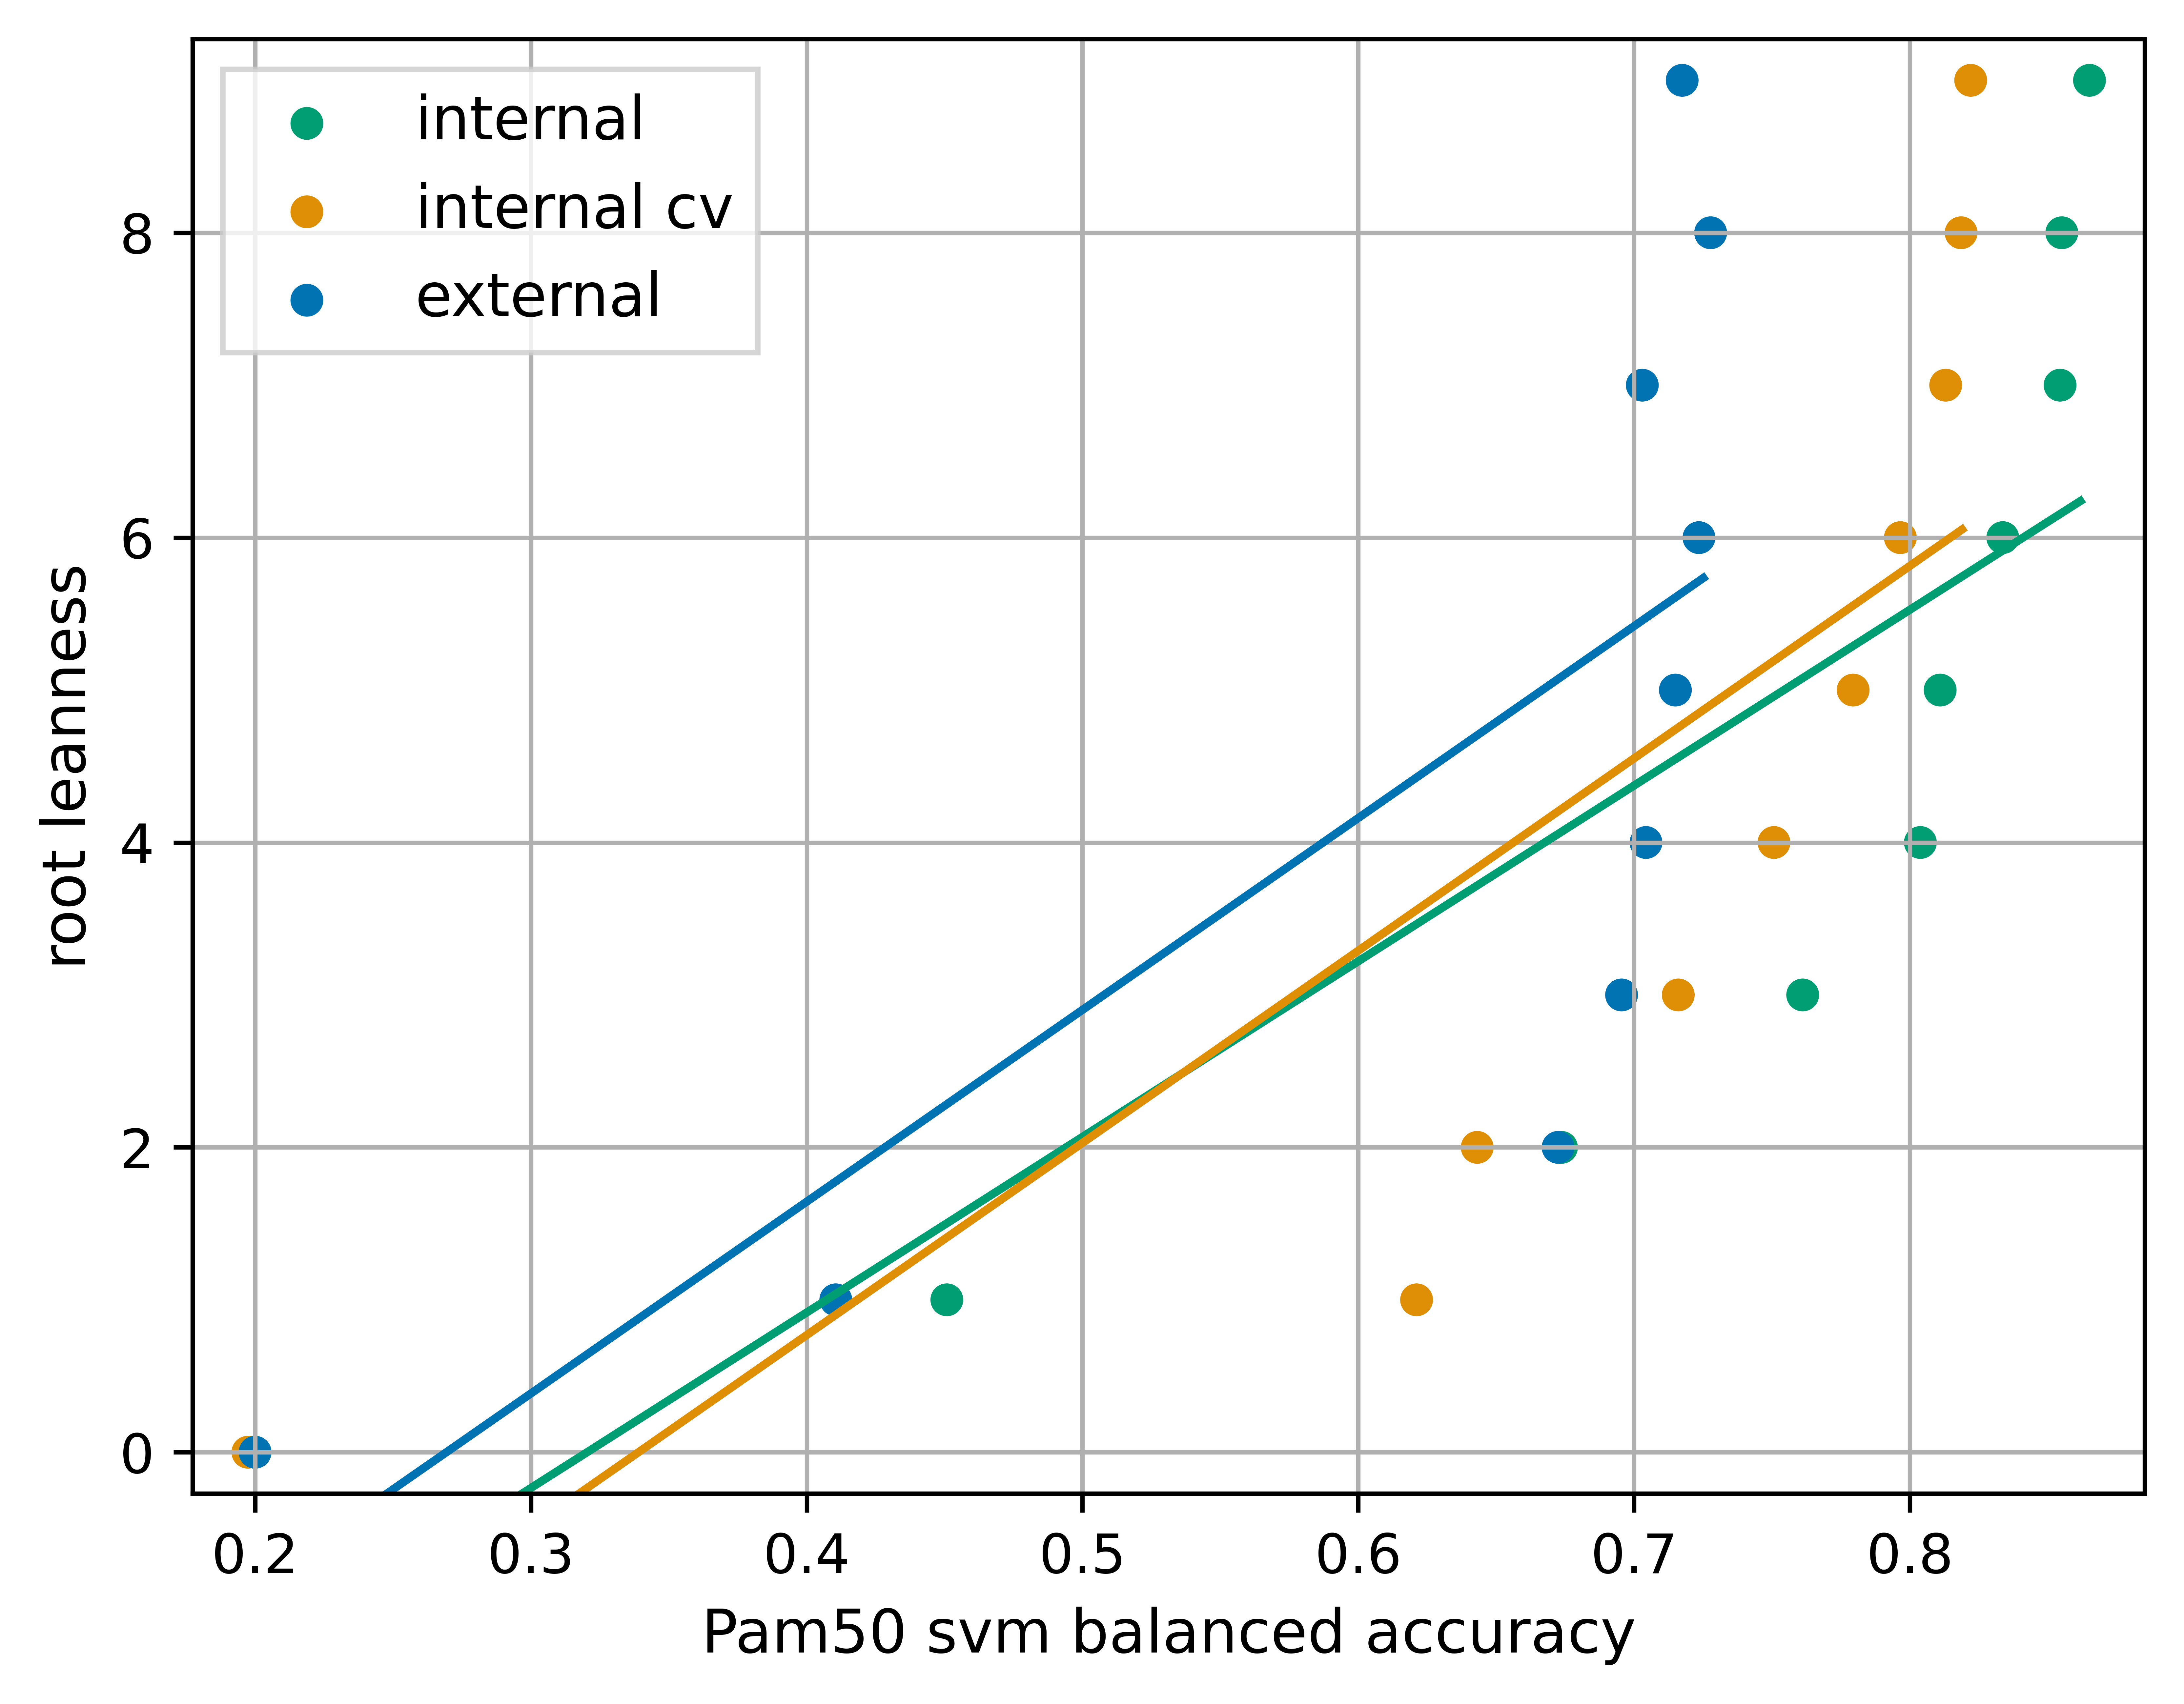 internal
internal cv
external
8
6
4
2
0
root leanness
0.2 0.3 0.4 0.5 0.6 0.7 0.8
Pam50 svm balanced accuracy